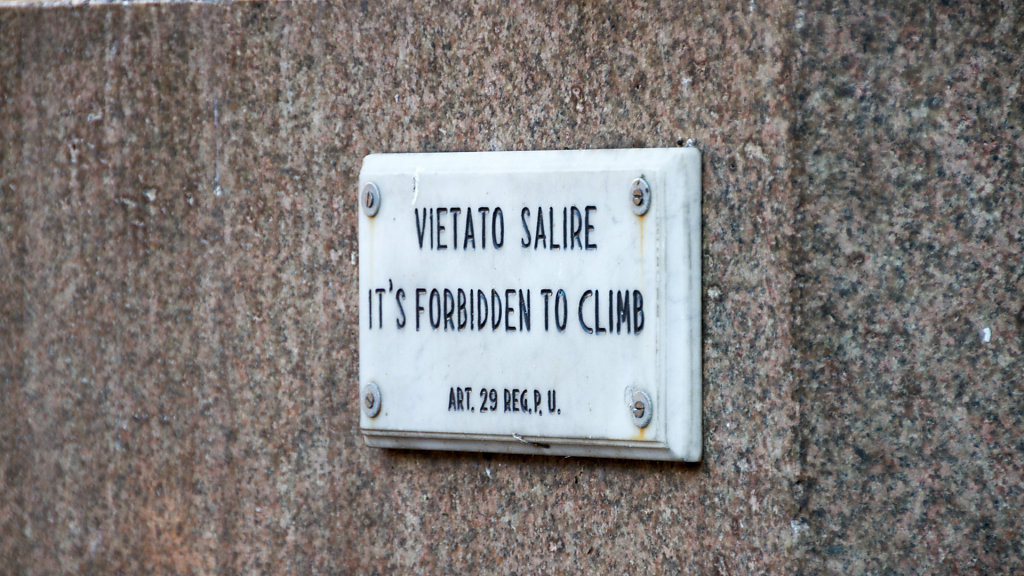 VIETATO SALIRE
IT'S FORBIDDEN TO CLIMB
ART. 29 REG. P. U.